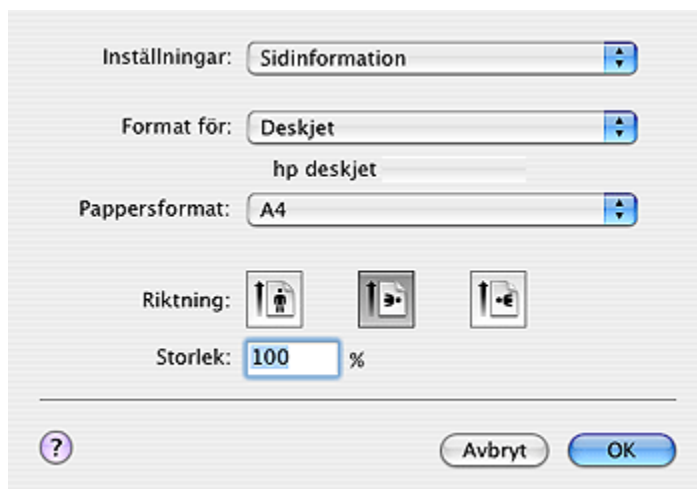 Inställningar: Sidinformation
Format för: Deskjet
hp deskjet
Pappersformat: A4
Riktning:
Storlek: 100 %
? Avbryt OK